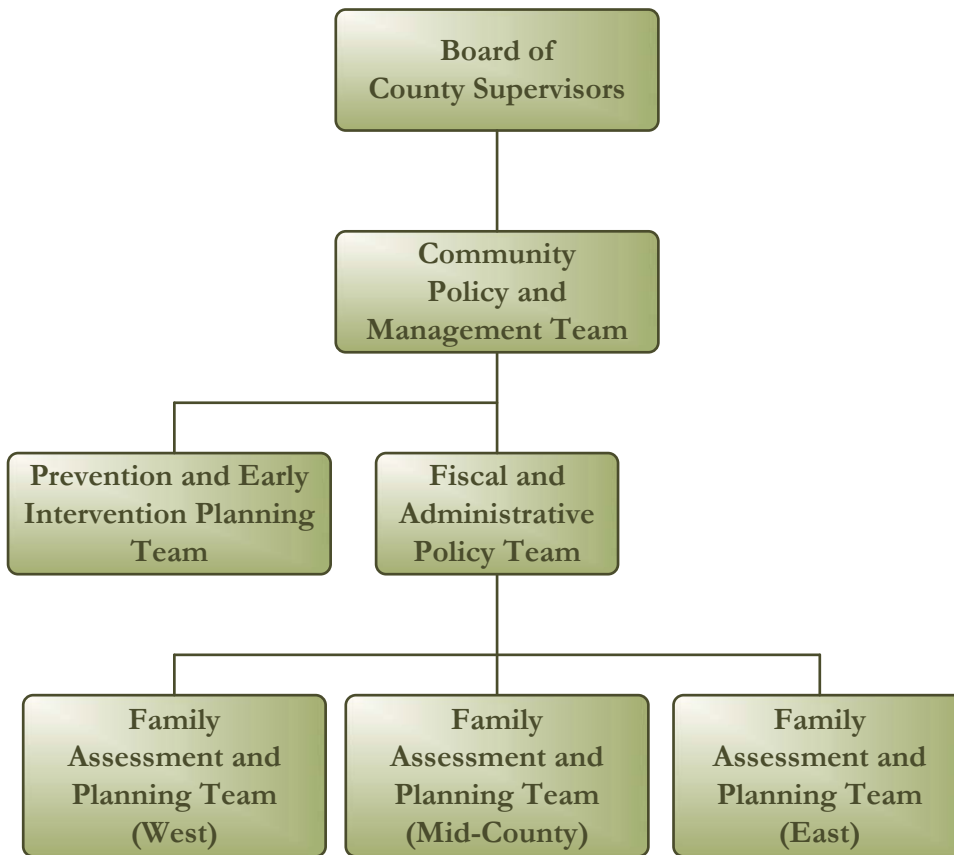 Board of
County Supervisors
Community
Policy and
Management Team
Prevention and Early
Intervention Planning
Team
Fiscal and
Administrative
Policy Team
Family
Assessment and
Planning Team
(West)
Family
Assessment and
Planning Team
(Mid-County)
Family
Assessment and
Planning Team
(East)